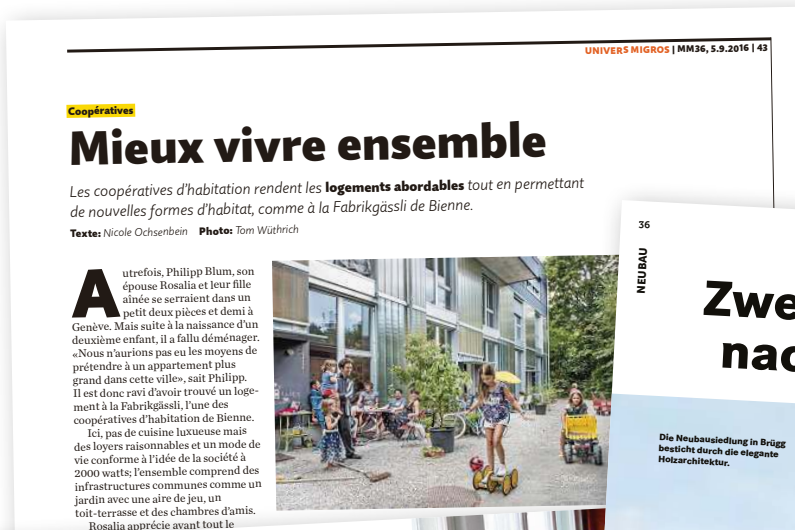 UNIVERS MIGROS | MM36, 5.9.2016 | 43
Coopératives
Mieux vivre ensemble
Les coopératives d’habitation rendent les logements abordables tout en permettant
de nouvelles formes d’habitat, comme à la Fabrikgässli de Bienne.
Texte: Nicole Ochsenbein Photo: Tom Wüthrich
Autrefois, Philipp Blum, son
épouse Rosalia et leur fille
aînée se serraient dans un
petit deux pièces et demi à
Genève. Mais suite à la naissance d’un
deuxième enfant, il a fallu déménager.
«Nous n’aurions pas eu les moyens de
prétendre à un appartement plus
grand dans cette ville», sait Philipp.
Il est donc ravi d’avoir trouvé un loge-
ment à la Fabrikgässli, l’une des
coopératives d’habitation de Bienne.
Ici, pas de cuisine luxueuse mais
des loyers raisonnables et un mode de
vie conforme à l’idée de la société à
2000 watts; l’ensemble comprend des
infrastructures communes comme un
jardin avec une aire de jeu, un
toit-terrasse et des chambres d’amis.
Rosalia apprécie avant tout le
36
NEUBAU
Zwe
nac
Die Neubausiedlung in Brügg
besticht durch die elegante
Holzarchitektur.